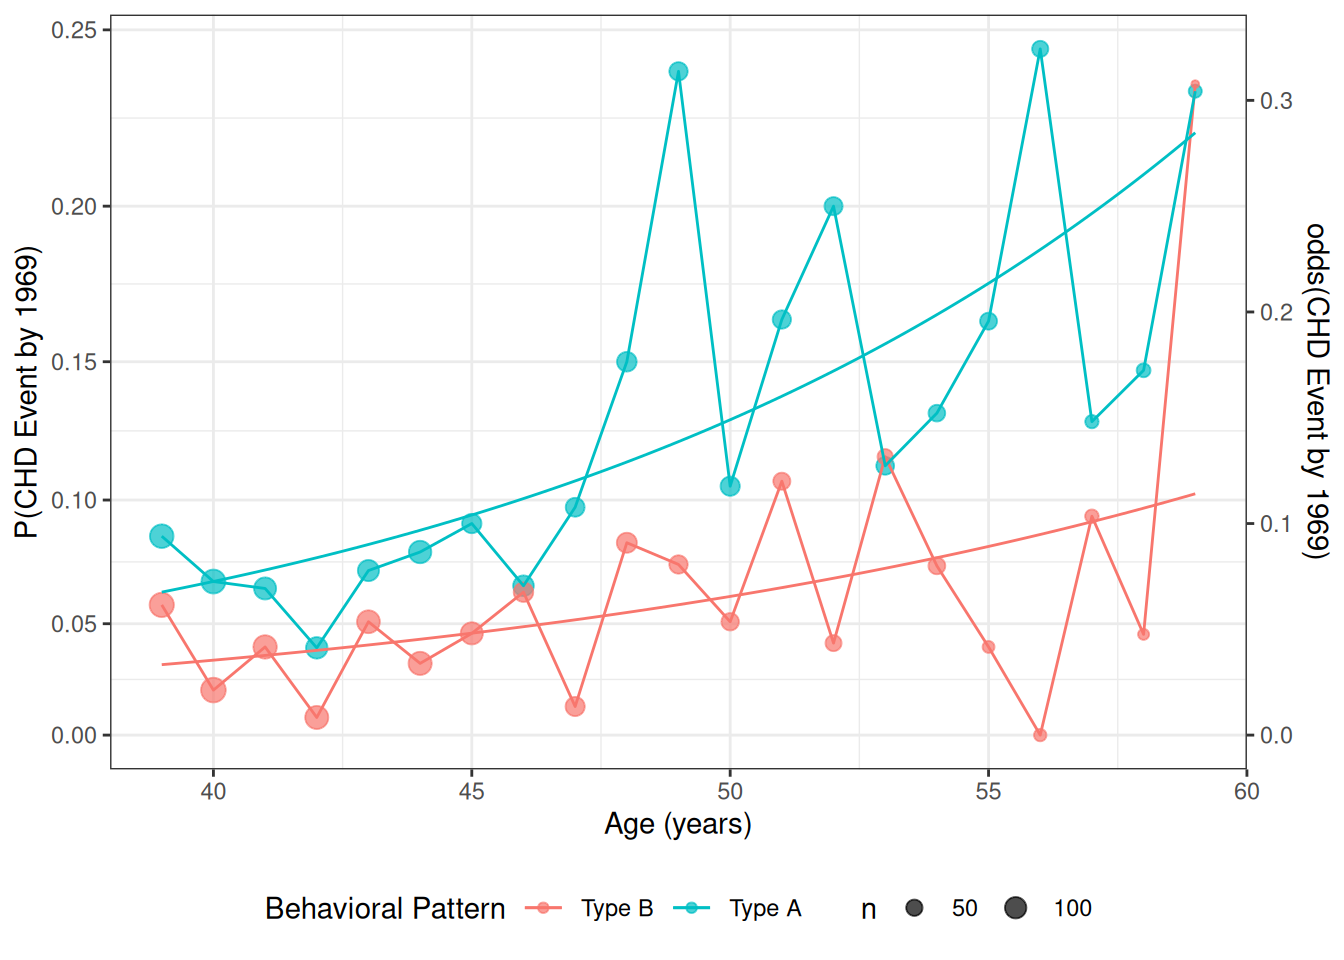 0.25
0.20
0.15
0.10
0.05
0.00
P(CHD Event by 1969)
0.3
0.2
0.1
0.0
odds(CHD Event by 1969)
40 45 50 55 60
Age (years)
Behavioral Pattern Type B Type A n 50 100